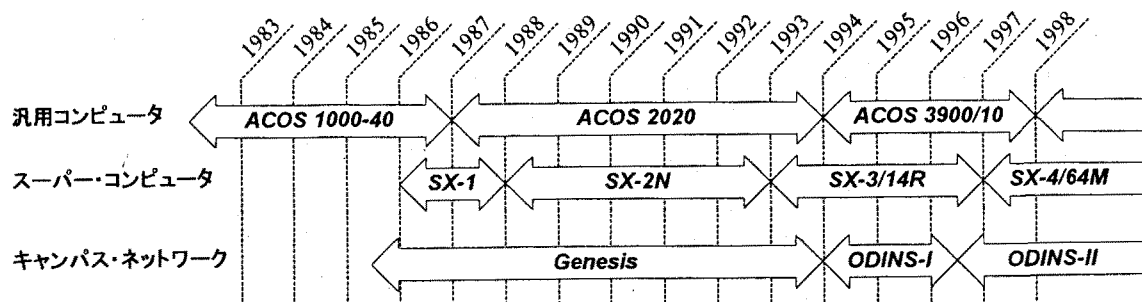 1983 1984 1985 1986 1987 1988 1989 1990 1991 1992 1993 1994 1995 1996 1997 1998
汎用コンピュータ ACOS 1000-40 ACOS 2020 ACOS 3900/10
スーパー・コンピュータ SX-1 SX-2N SX-3/14R SX-4/64M
キャンパス・ネットワーク Genesis ODINS-I ODINS-II